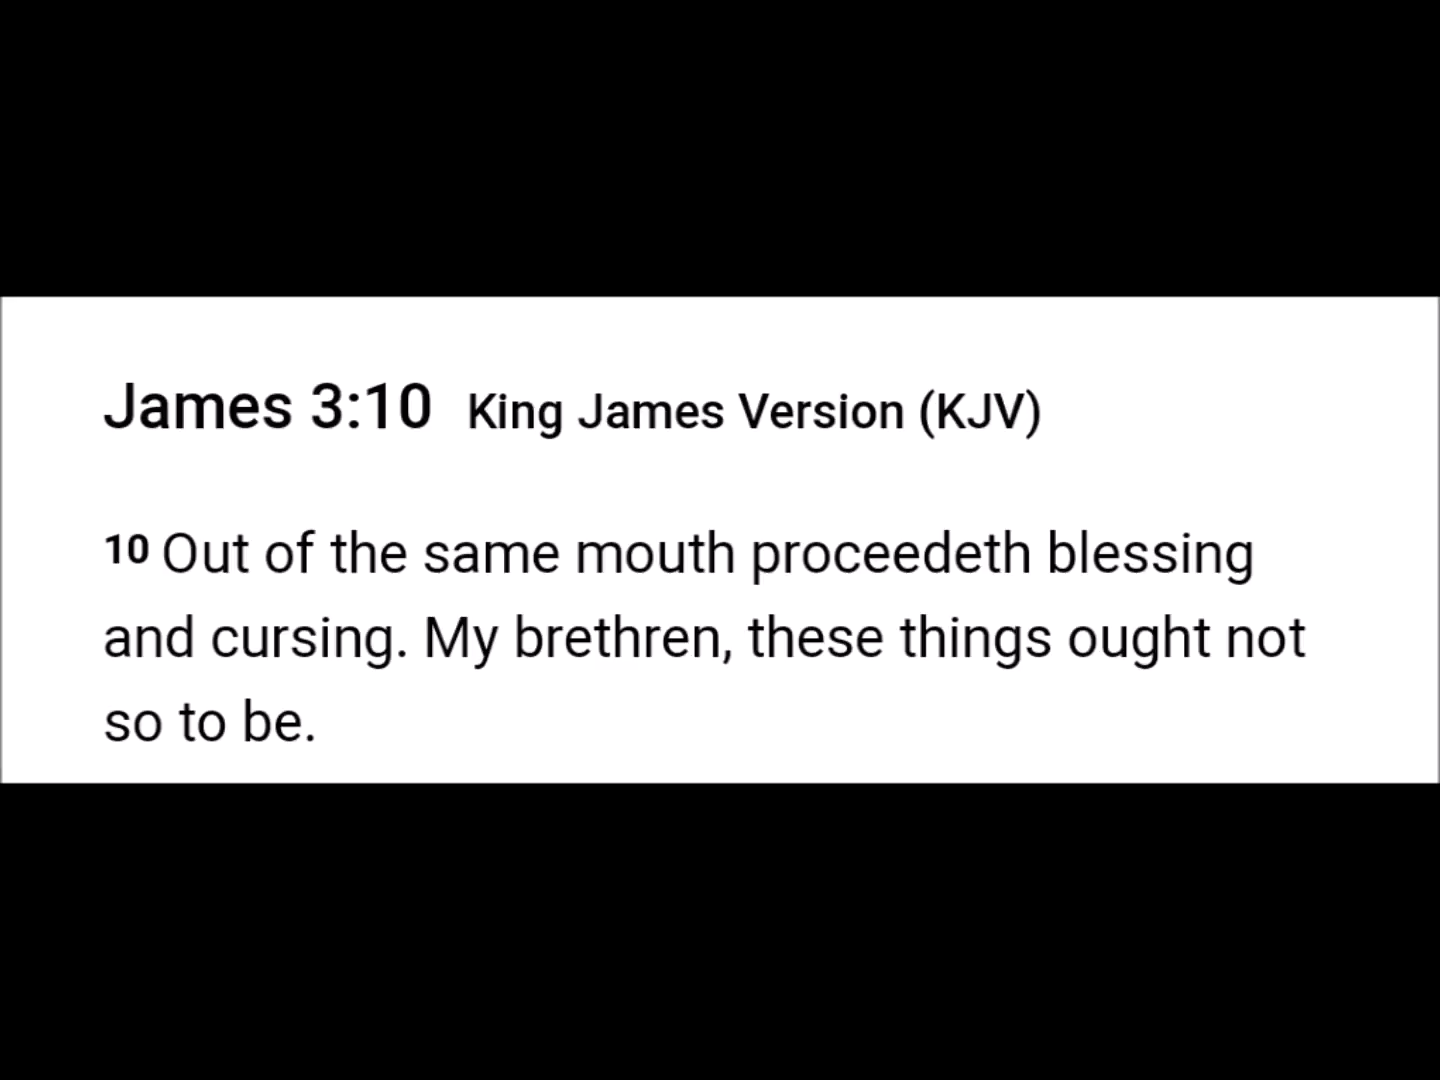 James 3:10 King James Version (KJV)
10 Out of the same mouth proceedeth blessing
and cursing. My brethren, these things ought not
so to be.